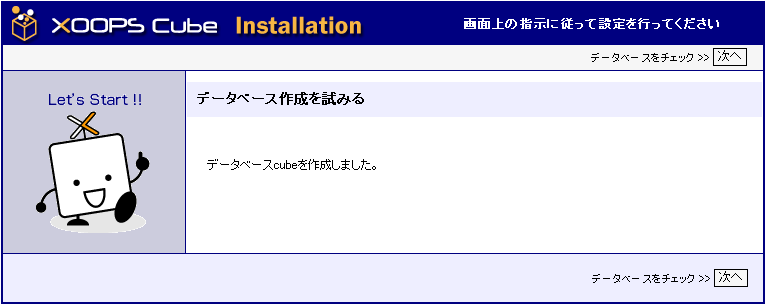 XOOPS Cube Installation 画面上の指示に従って設定を行ってください
データベースをチェック >> 次へ
Let's Start !!
データベース作成を試みる
データベースcubeを作成しました。
データベースをチェック >> 次へ